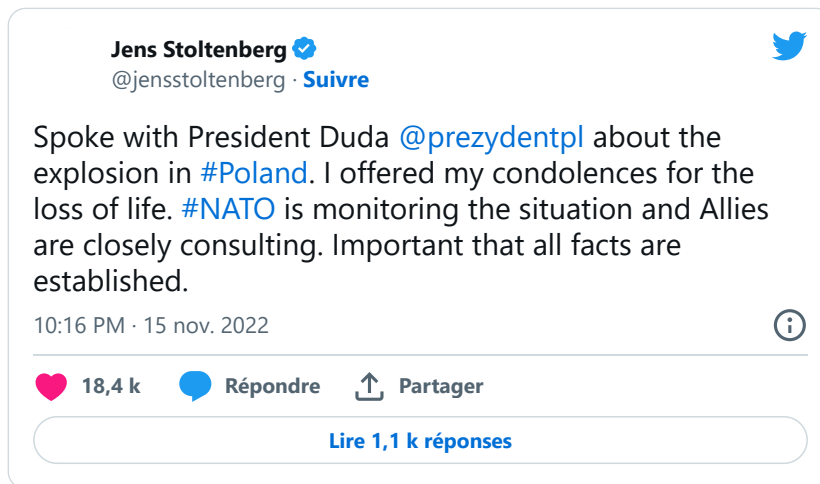 Jens Stoltenberg
@jensstoltenberg · Suivre
Spoke with President Duda @prezydentpl about the
explosion in #Poland. I offered my condolences for the
loss of life. #NATO is monitoring the situation and Allies
are closely consulting. Important that all facts are
established.
10:16 PM · 15 nov. 2022
18,4 k Répondre Partager
Lire 1,1 k réponses